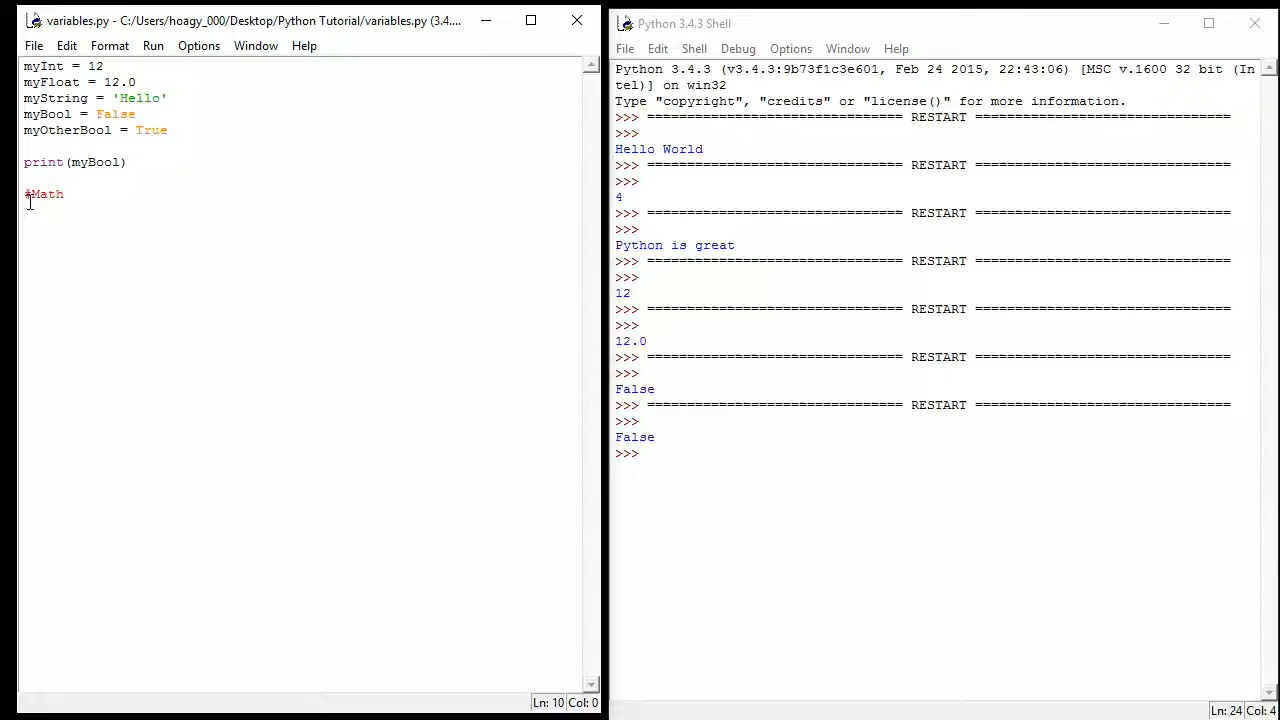 variables.py - C:/Users/hoagy_000/Desktop/Python Tutorial/variables.py (3.4....
File Edit Format Run Options Window Help
myInt = 12
myFloat = 12.0
myString = 'Hello'
myBool = False
myOtherBool = True
print(myBool)
#Math
Ln: 10 Col: 0
Python 3.4.3 Shell
File Edit Shell Debug Options Window Help
Python 3.4.3 (v3.4.3:9b73f1c3e601, Feb 24 2015, 22:43:06) [MSC v.1600 32 bit (In
tel)] on win32
Type "copyright", "credits" or "license()" for more information.
>>> ================================ RESTART ================================
>>>
Hello World
>>> ================================ RESTART ================================
>>>
4
>>> ================================ RESTART ================================
>>>
Python is great
>>> ================================ RESTART ================================
>>>
12
>>> ================================ RESTART ================================
>>>
12.0
>>> ================================ RESTART ================================
>>>
False
>>> ================================ RESTART ================================
>>>
False
>>>
Ln: 24 Col: 4